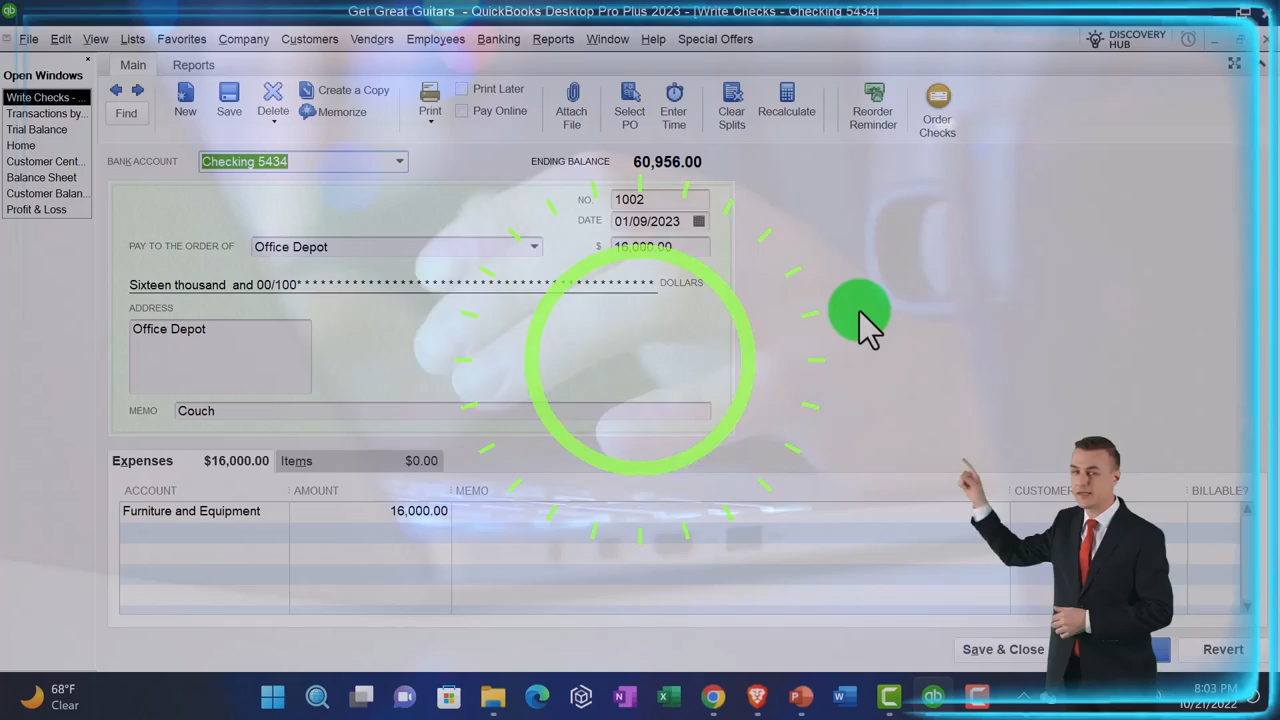 Get Great Guitars - QuickBooks Desktop Pro Plus 2023 - [Write Checks - Checking 5434]
File Edit View Lists Favorites Company Customers Vendors Employees Banking Reports Window Help Special Offers
DISCOVERY HUB
Open Windows
Write Checks - ...
Transactions by...
Trial Balance
Home
Customer Cent...
Balance Sheet
Customer Balan...
Profit & Loss
Main Reports
Find
New
Save
Delete
Create a Copy
Memorize
Print
Print Later
Pay Online
Attach File
Select PO
Enter Time
Clear Splits
Recalculate
Reorder Reminder
Order Checks
BANK ACCOUNT Checking 5434 ENDING BALANCE 60,956.00
NO. 1002
DATE 01/09/2023
PAY TO THE ORDER OF Office Depot $ 16,000.00
Sixteen thousand and 00/100* * * * * * * * * * * * * * * * * * * * * * * * * * * * * * * * * * * * * * * * * * DOLLARS
ADDRESS
Office Depot
MEMO Couch
Expenses $16,000.00 Items $0.00
ACCOUNT AMOUNT MEMO BILLABLE?
Furniture and Equipment 16,000.00
Save & Close Revert
68°F
Clear
8:03 PM
10/21/2022